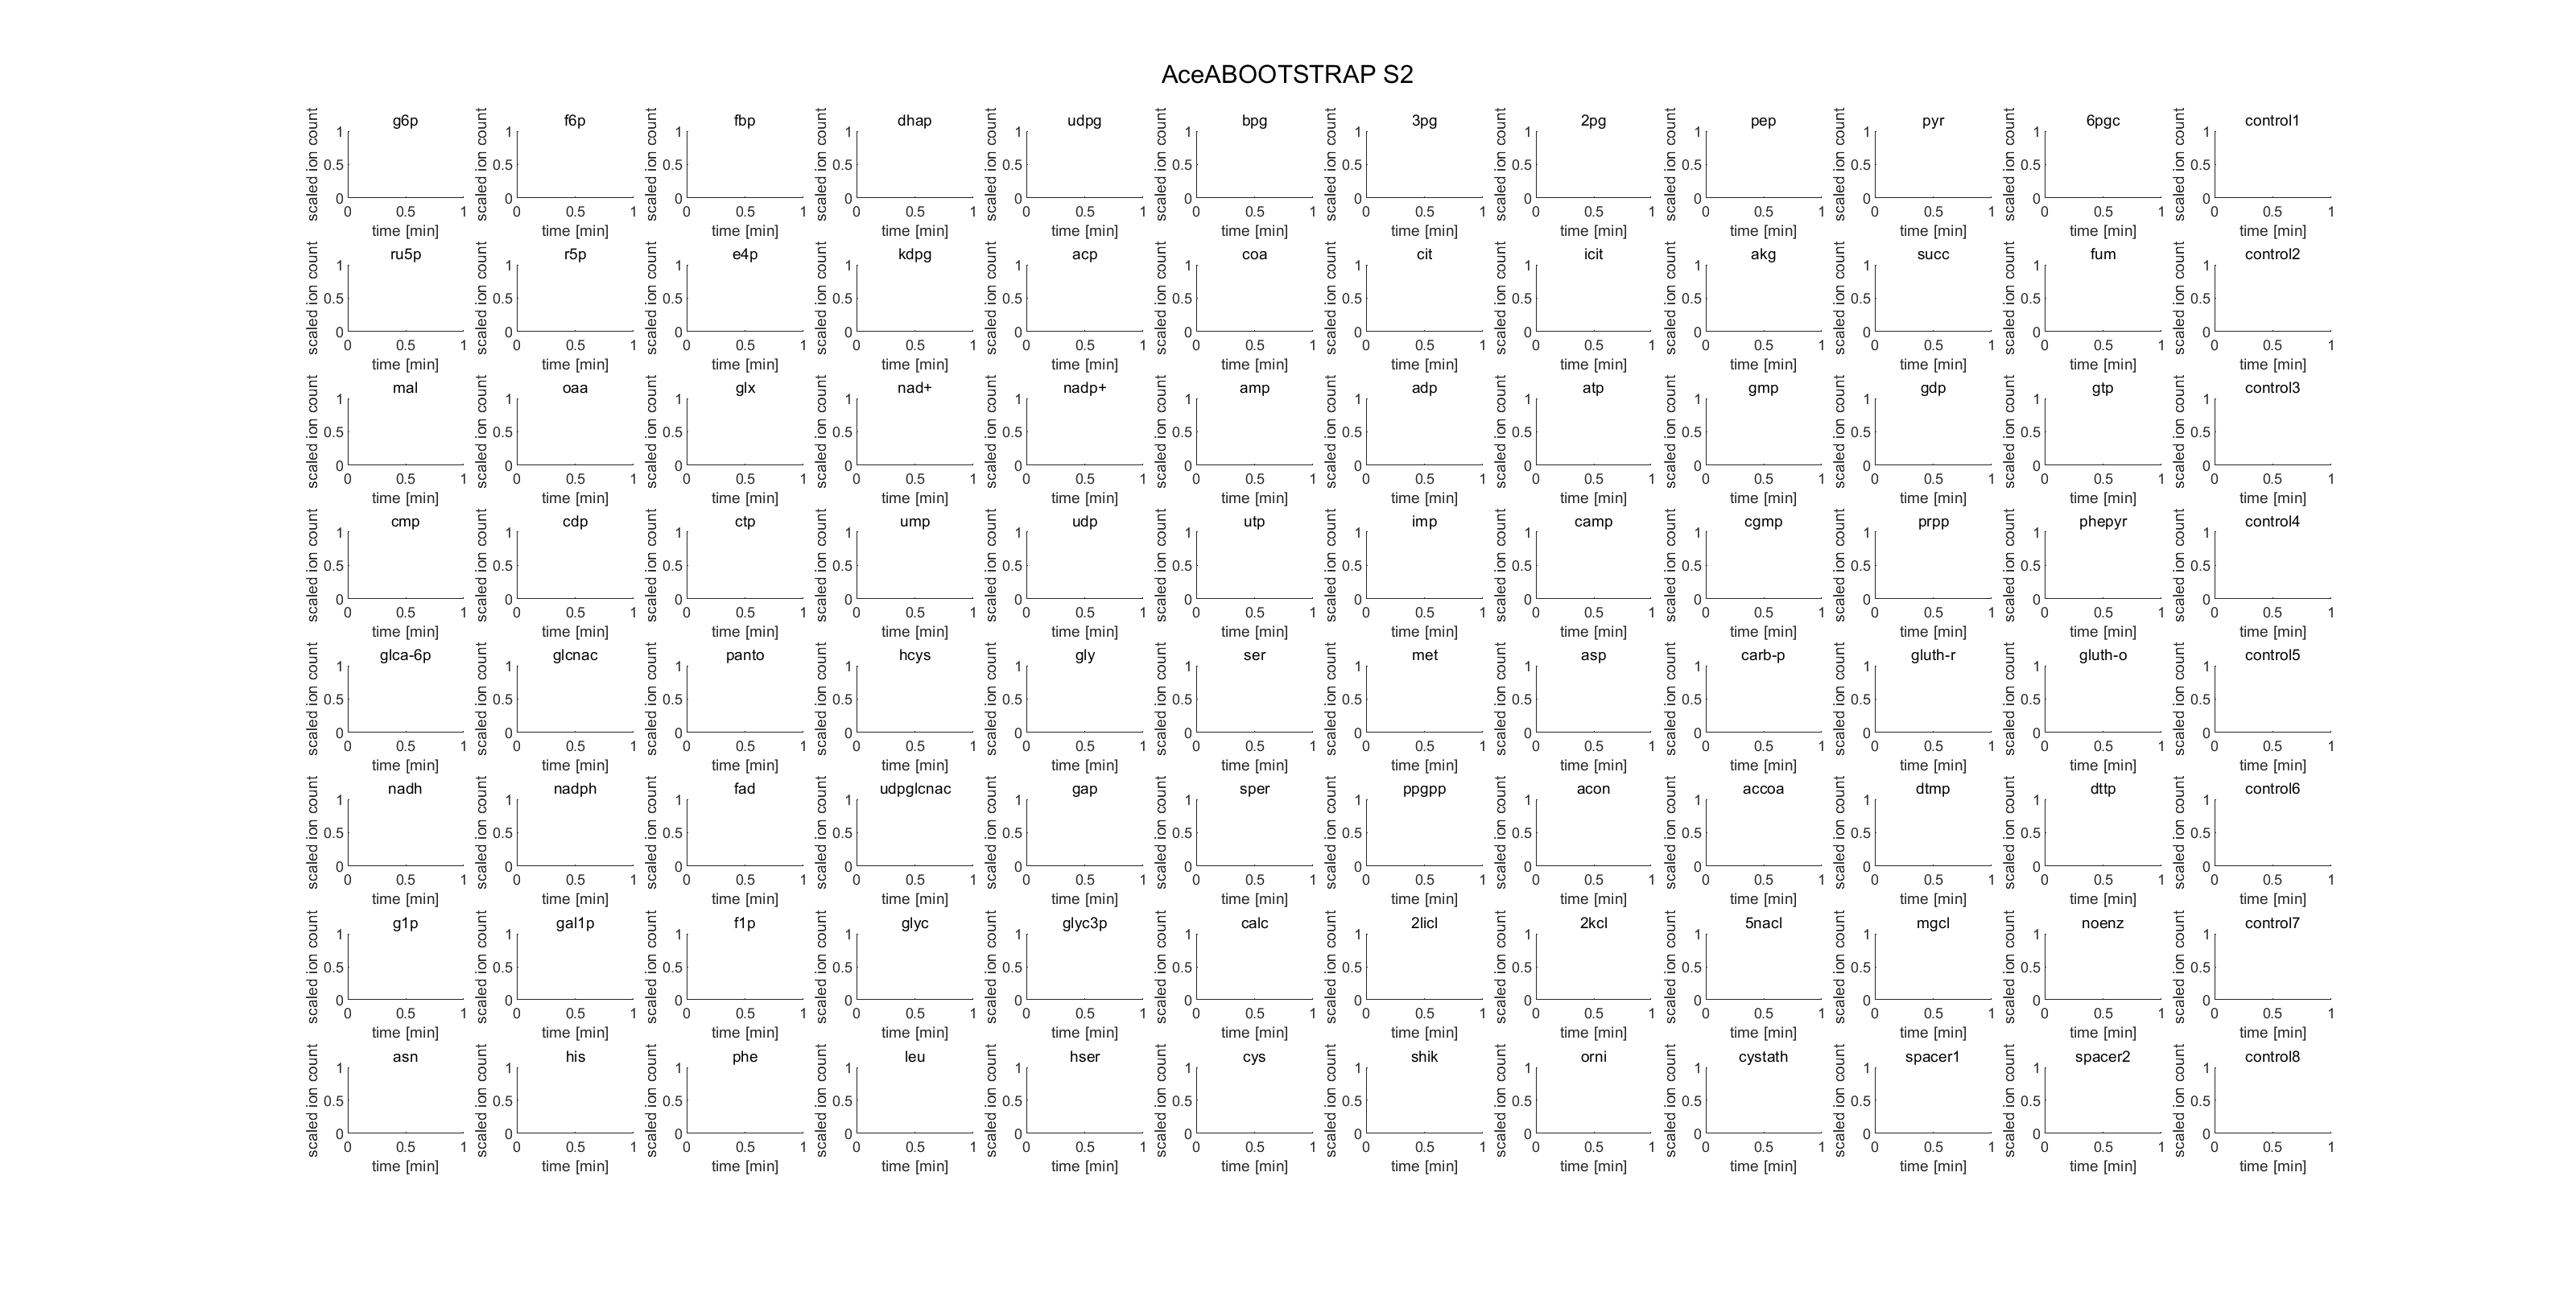 AceABOOTSTRAP S2
g6p f6p fbp dhap udpg bpg 3pg 2pg pep pyr 6pgc control1
scaled ion count scaled ion count scaled ion count scaled ion count scaled ion count scaled ion count scaled ion count scaled ion count scaled ion count scaled ion count scaled ion count scaled ion count
1 1 1 1 1 1 1 1 1 1 1 1
0.5 0.5 0.5 0.5 0.5 0.5 0.5 0.5 0.5 0.5 0.5 0.5
0 0 0 0 0 0 0 0 0 0 0 0
0 0.5 1 0 0.5 1 0 0.5 1 0 0.5 1 0 0.5 1 0 0.5 1 0 0.5 1 0 0.5 1 0 0.5 1 0 0.5 1 0 0.5 1 0 0.5 1
time [min] time [min] time [min] time [min] time [min] time [min] time [min] time [min] time [min] time [min] time [min] time [min]
ru5p r5p e4p kdpg acp coa cit icit akg succ fum control2
scaled ion count scaled ion count scaled ion count scaled ion count scaled ion count scaled ion count scaled ion count scaled ion count scaled ion count scaled ion count scaled ion count scaled ion count
1 1 1 1 1 1 1 1 1 1 1 1
0.5 0.5 0.5 0.5 0.5 0.5 0.5 0.5 0.5 0.5 0.5 0.5
0 0 0 0 0 0 0 0 0 0 0 0
0 0.5 1 0 0.5 1 0 0.5 1 0 0.5 1 0 0.5 1 0 0.5 1 0 0.5 1 0 0.5 1 0 0.5 1 0 0.5 1 0 0.5 1 0 0.5 1
time [min] time [min] time [min] time [min] time [min] time [min] time [min] time [min] time [min] time [min] time [min] time [min]
mal oaa glx nad+ nadp+ amp adp atp gmp gdp gtp control3
scaled ion count scaled ion count scaled ion count scaled ion count scaled ion count scaled ion count scaled ion count scaled ion count scaled ion count scaled ion count scaled ion count scaled ion count
1 1 1 1 1 1 1 1 1 1 1 1
0.5 0.5 0.5 0.5 0.5 0.5 0.5 0.5 0.5 0.5 0.5 0.5
0 0 0 0 0 0 0 0 0 0 0 0
0 0.5 1 0 0.5 1 0 0.5 1 0 0.5 1 0 0.5 1 0 0.5 1 0 0.5 1 0 0.5 1 0 0.5 1 0 0.5 1 0 0.5 1 0 0.5 1
time [min] time [min] time [min] time [min] time [min] time [min] time [min] time [min] time [min] time [min] time [min] time [min]
cmp cdp ctp ump udp utp imp camp cgmp prpp phepyr control4
scaled ion count scaled ion count scaled ion count scaled ion count scaled ion count scaled ion count scaled ion count scaled ion count scaled ion count scaled ion count scaled ion count scaled ion count
1 1 1 1 1 1 1 1 1 1 1 1
0.5 0.5 0.5 0.5 0.5 0.5 0.5 0.5 0.5 0.5 0.5 0.5
0 0 0 0 0 0 0 0 0 0 0 0
0 0.5 1 0 0.5 1 0 0.5 1 0 0.5 1 0 0.5 1 0 0.5 1 0 0.5 1 0 0.5 1 0 0.5 1 0 0.5 1 0 0.5 1 0 0.5 1
time [min] time [min] time [min] time [min] time [min] time [min] time [min] time [min] time [min] time [min] time [min] time [min]
glca-6p glcnac panto hcys gly ser met asp carb-p gluth-r gluth-o control5
scaled ion count scaled ion count scaled ion count scaled ion count scaled ion count scaled ion count scaled ion count scaled ion count scaled ion count scaled ion count scaled ion count scaled ion count
1 1 1 1 1 1 1 1 1 1 1 1
0.5 0.5 0.5 0.5 0.5 0.5 0.5 0.5 0.5 0.5 0.5 0.5
0 0 0 0 0 0 0 0 0 0 0 0
0 0.5 1 0 0.5 1 0 0.5 1 0 0.5 1 0 0.5 1 0 0.5 1 0 0.5 1 0 0.5 1 0 0.5 1 0 0.5 1 0 0.5 1 0 0.5 1
time [min] time [min] time [min] time [min] time [min] time [min] time [min] time [min] time [min] time [min] time [min] time [min]
nadh nadph fad udpglcnac gap sper ppgpp acon accoa dtmp dttp control6
scaled ion count scaled ion count scaled ion count scaled ion count scaled ion count scaled ion count scaled ion count scaled ion count scaled ion count scaled ion count scaled ion count scaled ion count
1 1 1 1 1 1 1 1 1 1 1 1
0.5 0.5 0.5 0.5 0.5 0.5 0.5 0.5 0.5 0.5 0.5 0.5
0 0 0 0 0 0 0 0 0 0 0 0
0 0.5 1 0 0.5 1 0 0.5 1 0 0.5 1 0 0.5 1 0 0.5 1 0 0.5 1 0 0.5 1 0 0.5 1 0 0.5 1 0 0.5 1 0 0.5 1
time [min] time [min] time [min] time [min] time [min] time [min] time [min] time [min] time [min] time [min] time [min] time [min]
g1p gal1p f1p glyc glyc3p calc 2licl 2kcl 5nacl mgcl noenz control7
scaled ion count scaled ion count scaled ion count scaled ion count scaled ion count scaled ion count scaled ion count scaled ion count scaled ion count scaled ion count scaled ion count scaled ion count
1 1 1 1 1 1 1 1 1 1 1 1
0.5 0.5 0.5 0.5 0.5 0.5 0.5 0.5 0.5 0.5 0.5 0.5
0 0 0 0 0 0 0 0 0 0 0 0
0 0.5 1 0 0.5 1 0 0.5 1 0 0.5 1 0 0.5 1 0 0.5 1 0 0.5 1 0 0.5 1 0 0.5 1 0 0.5 1 0 0.5 1 0 0.5 1
time [min] time [min] time [min] time [min] time [min] time [min] time [min] time [min] time [min] time [min] time [min] time [min]
asn his phe leu hser cys shik orni cystath spacer1 spacer2 control8
scaled ion count scaled ion count scaled ion count scaled ion count scaled ion count scaled ion count scaled ion count scaled ion count scaled ion count scaled ion count scaled ion count scaled ion count
1 1 1 1 1 1 1 1 1 1 1 1
0.5 0.5 0.5 0.5 0.5 0.5 0.5 0.5 0.5 0.5 0.5 0.5
0 0 0 0 0 0 0 0 0 0 0 0
0 0.5 1 0 0.5 1 0 0.5 1 0 0.5 1 0 0.5 1 0 0.5 1 0 0.5 1 0 0.5 1 0 0.5 1 0 0.5 1 0 0.5 1 0 0.5 1
time [min] time [min] time [min] time [min] time [min] time [min] time [min] time [min] time [min] time [min] time [min] time [min]